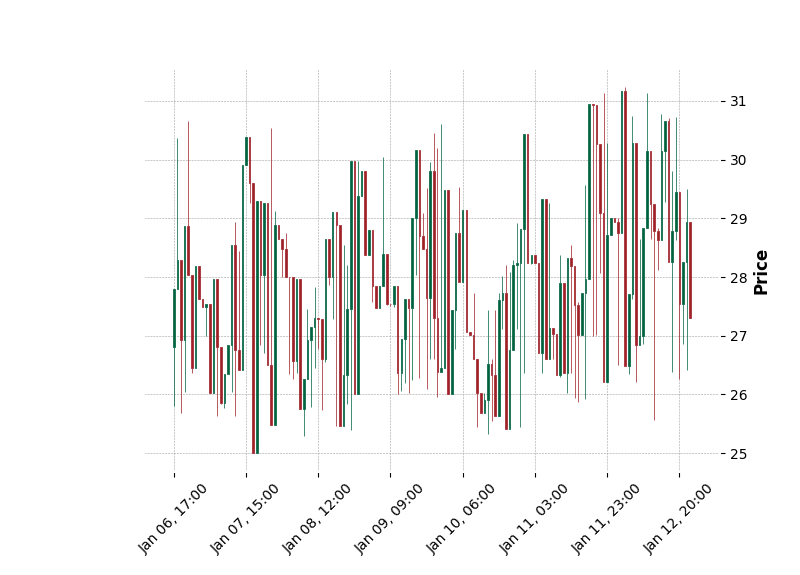 31
30
29
28
27
26
25
Price
Jan 06, 17:00
Jan 07, 15:00
Jan 08, 12:00
Jan 09, 09:00
Jan 10, 06:00
Jan 11, 03:00
Jan 11, 23:00
Jan 12, 20:00